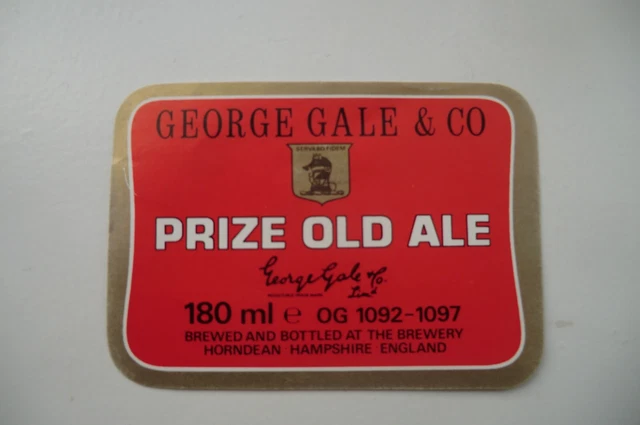 GEORGE GALE & CO
PRIZE OLD ALE
George Gale & Co.
Limd
180 ml e OG 1092-1097
BREWED AND BOTTLED AT THE BREWERY
HORNDEAN HAMPSHIRE ENGLAND